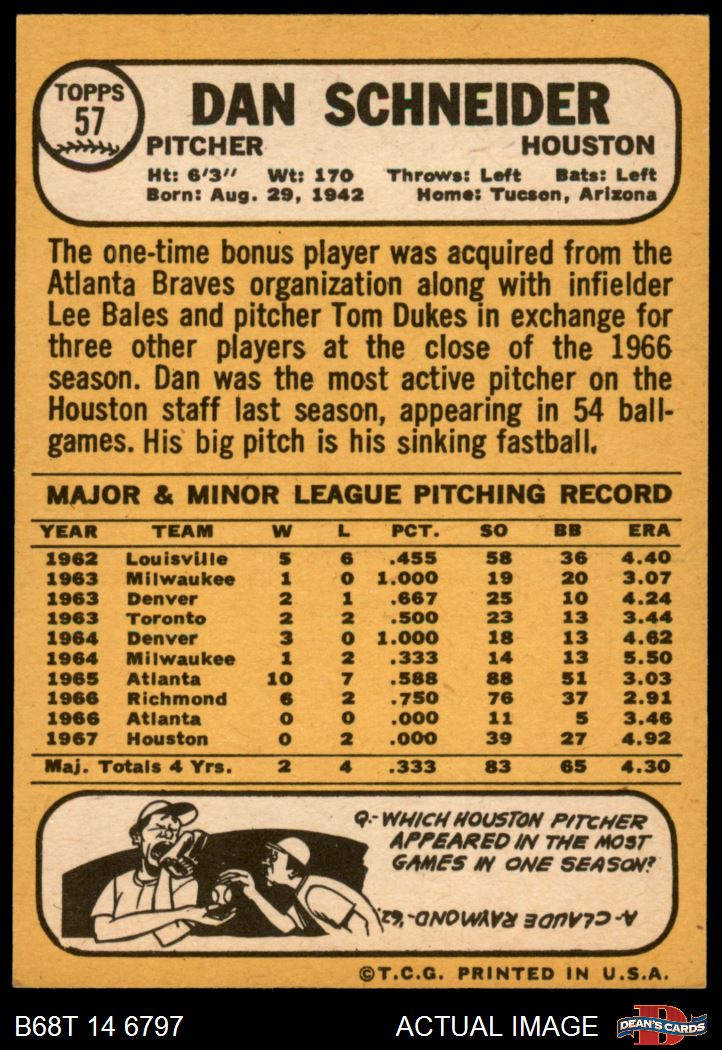 TOPPS
57
DAN SCHNEIDER
PITCHER HOUSTON
Ht: 6'3" Wt: 170 Throws: Left Bats: Left
Born: Aug. 29, 1942 Home: Tucson, Arizona
The one-time bonus player was acquired from the
Atlanta Braves organization along with infielder
Lee Bales and pitcher Tom Dukes in exchange for
three other players at the close of the 1966
season. Dan was the most active pitcher on the
Houston staff last season, appearing in 54 ball-
games. His big pitch is his sinking fastball.
MAJOR & MINOR LEAGUE PITCHING RECORD
YEAR TEAM W L PCT. SO BB ERA
1962 Louisville 5 6 .455 58 36 4.40
1963 Milwaukee 1 0 1.000 19 20 3.07
1963 Denver 2 1 .667 25 10 4.24
1963 Toronto 2 2 .500 23 13 3.44
1964 Denver 3 0 1.000 18 13 4.62
1964 Milwaukee 1 2 .333 14 13 5.50
1965 Atlanta 10 7 .588 88 51 3.03
1966 Richmond 6 2 .750 76 37 2.91
1966 Atlanta 0 0 .000 11 5 3.46
1967 Houston 0 2 .000 39 27 4.92
Maj. Totals 4 Yrs. 2 4 .333 83 65 4.30
Q.-WHICH HOUSTON PITCHER
APPEARED IN THE MOST
GAMES IN ONE SEASON?
A-CLAUDE RAYMOND-'62.
©T.C.G. PRINTED IN U.S.A.
B68T 14 6797 ACTUAL IMAGE
D
DEAN'S CARDS